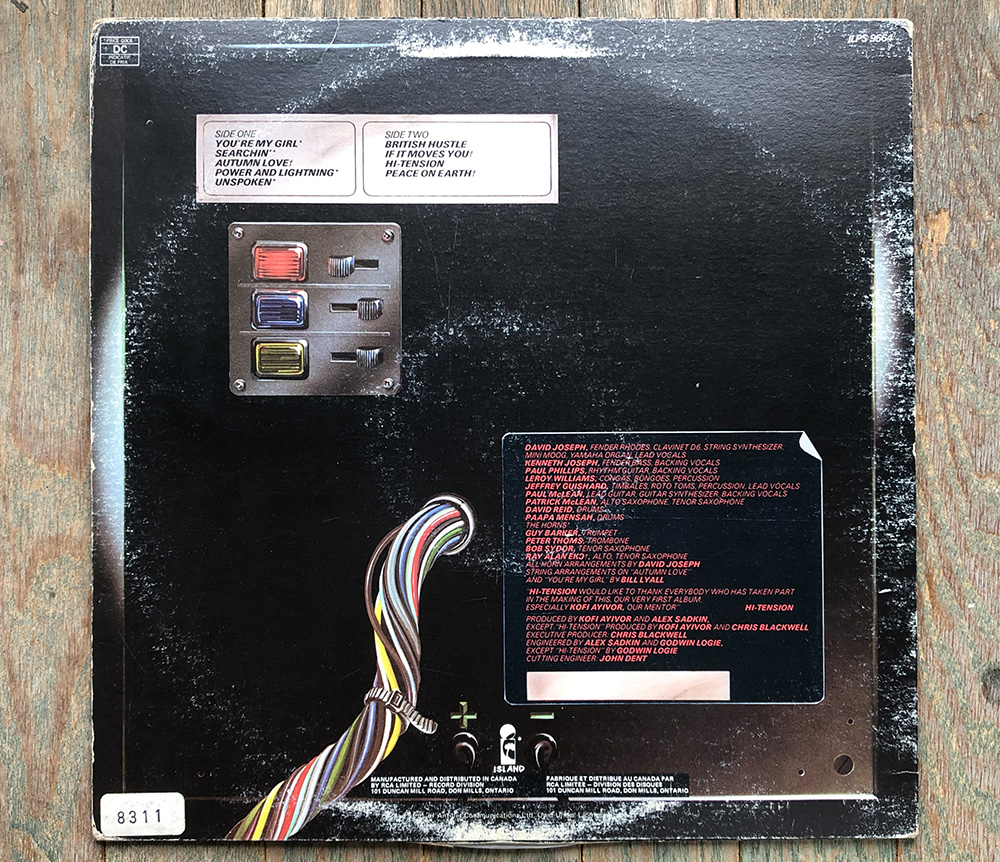 PRICE CODE
DC
INDICATIF
DE PRIX
ILPS 9564
SIDE ONE
YOU'RE MY GIRL*
SEARCHIN'*
AUTUMN LOVE†
POWER AND LIGHTNING*
UNSPOKEN*
SIDE TWO
BRITISH HUSTLE
IF IT MOVES YOU†
HI-TENSION
PEACE ON EARTH†
DAVID JOSEPH, FENDER RHODES, CLAVINET D6, STRING SYNTHESIZER,
MINI MOOG, YAMAHA ORGAN, LEAD VOCALS
KENNETH JOSEPH, FENDER BASS, BACKING VOCALS
PAUL PHILLIPS, RHYTHM GUITAR, BACKING VOCALS
LEROY WILLIAMS, CONGAS, BONGOES, PERCUSSION
JEFFREY GUISHARD, TIMBALES, ROTO TOMS, PERCUSSION, LEAD VOCALS
PAUL McLEAN, LEAD GUITAR, GUITAR SYNTHESIZER, BACKING VOCALS
PATRICK McLEAN, ALTO SAXOPHONE, TENOR SAXOPHONE
DAVID REID, DRUMS
PAAPA MENSAH, DRUMS
THE HORNS*
GUY BARKER, TRUMPET
PETER THOMS, TROMBONE
BOB SYDOR, TENOR SAXOPHONE
RAY ALAN EKO†, ALTO, TENOR SAXOPHONE
ALL HORN ARRANGEMENTS BY DAVID JOSEPH
STRING ARRANGEMENTS ON "AUTUMN LOVE"
AND "YOU'RE MY GIRL" BY BILL LYALL
"HI-TENSION WOULD LIKE TO THANK EVERYBODY WHO HAS TAKEN PART
IN THE MAKING OF THIS, OUR VERY FIRST ALBUM.
ESPECIALLY KOFI AYIVOR, OUR MENTOR" HI-TENSION
PRODUCED BY KOFI AYIVOR AND ALEX SADKIN,
EXCEPT "HI-TENSION" PRODUCED BY KOFI AYIVOR AND CHRIS BLACKWELL
EXECUTIVE PRODUCER: CHRIS BLACKWELL
ENGINEERED BY ALEX SADKIN AND GODWIN LOGIE,
EXCEPT "HI-TENSION" BY GODWIN LOGIE
CUTTING ENGINEER: JOHN DENT
+ −
ISLAND
MANUFACTURED AND DISTRIBUTED IN CANADA
BY RCA LIMITED – RECORD DIVISION
101 DUNCAN MILL ROAD, DON MILLS, ONTARIO
FABRIQUE ET DISTRIBUE AU CANADA PAR
RCA LIMITEE – DIVISION DES DISQUES
101 DUNCAN MILL ROAD, DON MILLS, ONTARIO
Communications Ltd.
8311